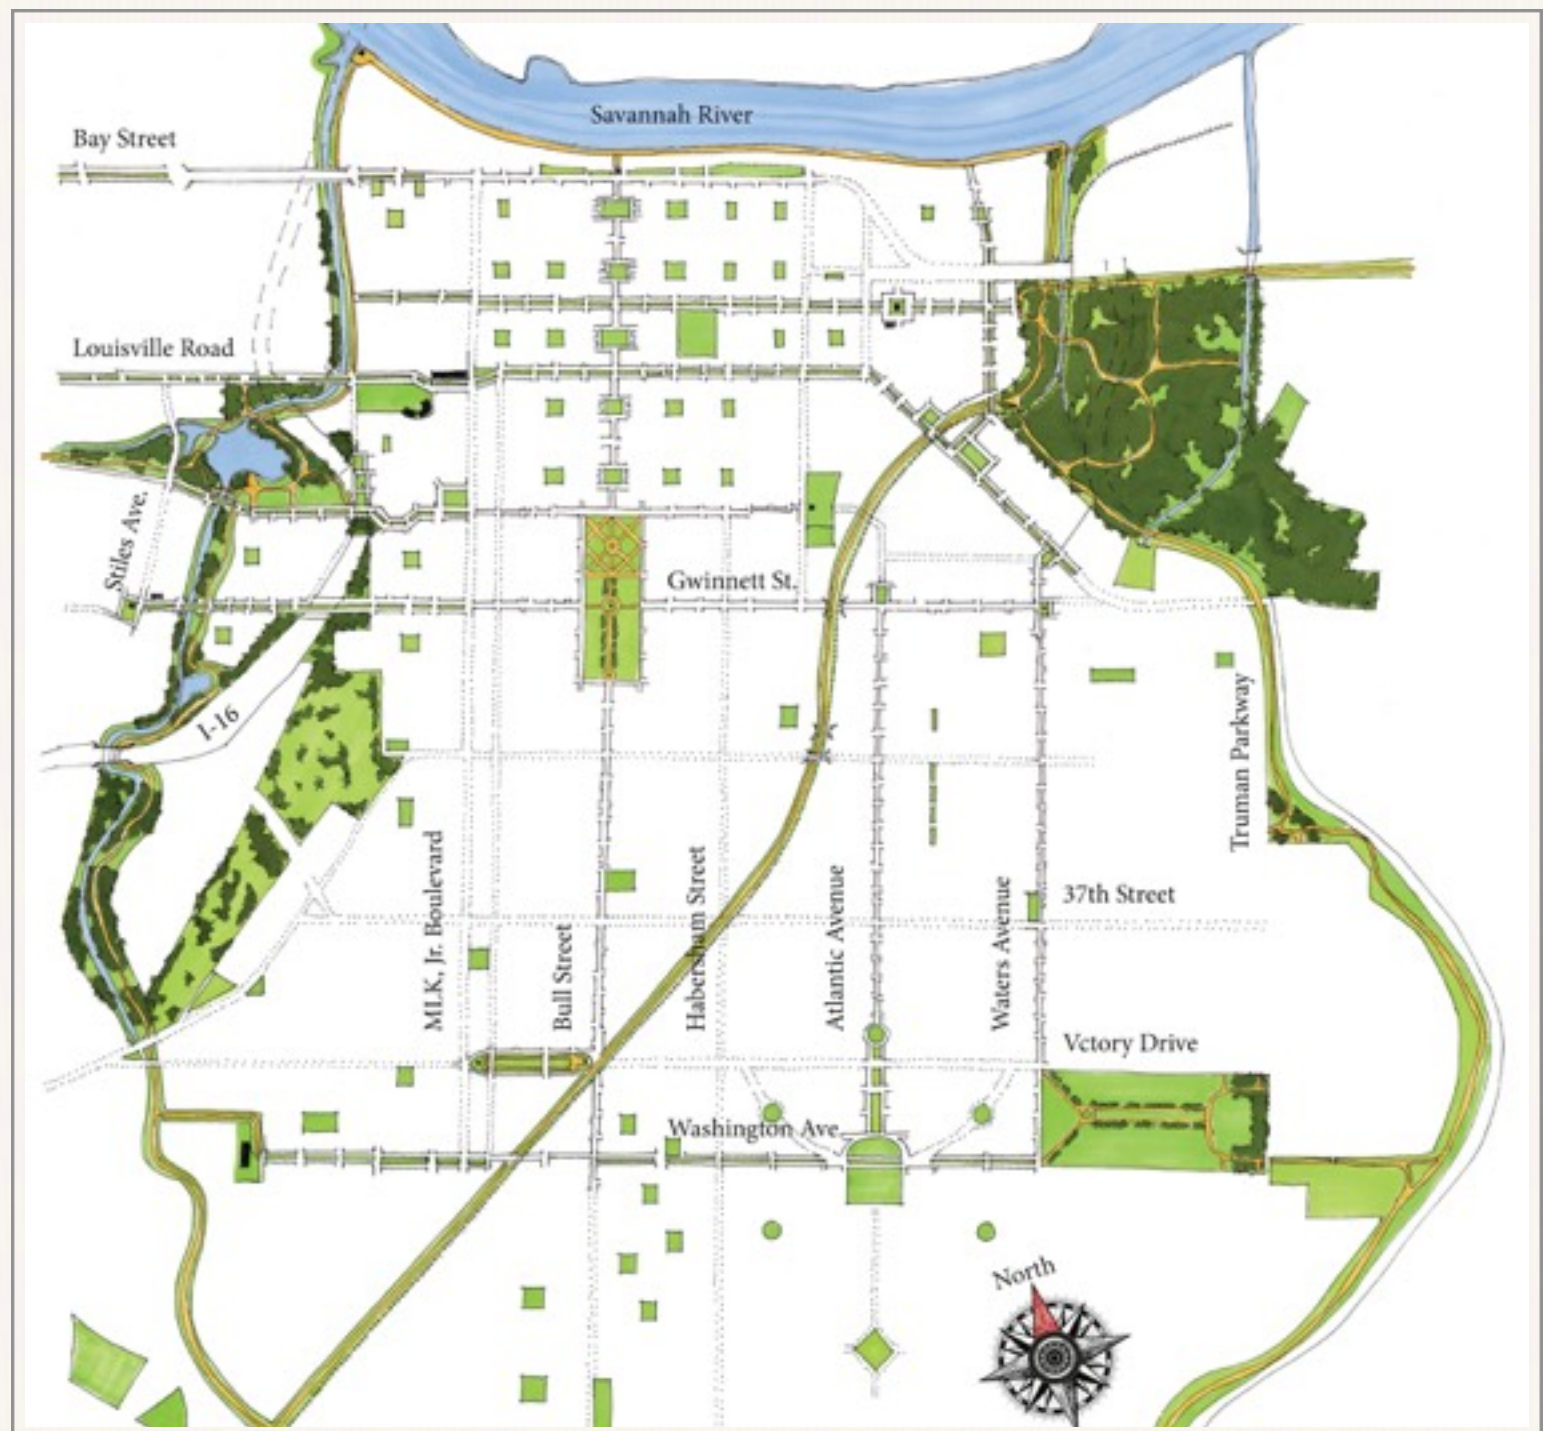 Savannah River
Bay Street
Louisville Road
Stiles Ave.
Gwinnett St.
I-16
Truman Parkway
MLK, Jr. Boulevard
Bull Street
Habersham Street
Atlantic Avenue
Waters Avenue
37th Street
Vctory Drive
Washington Ave.
North